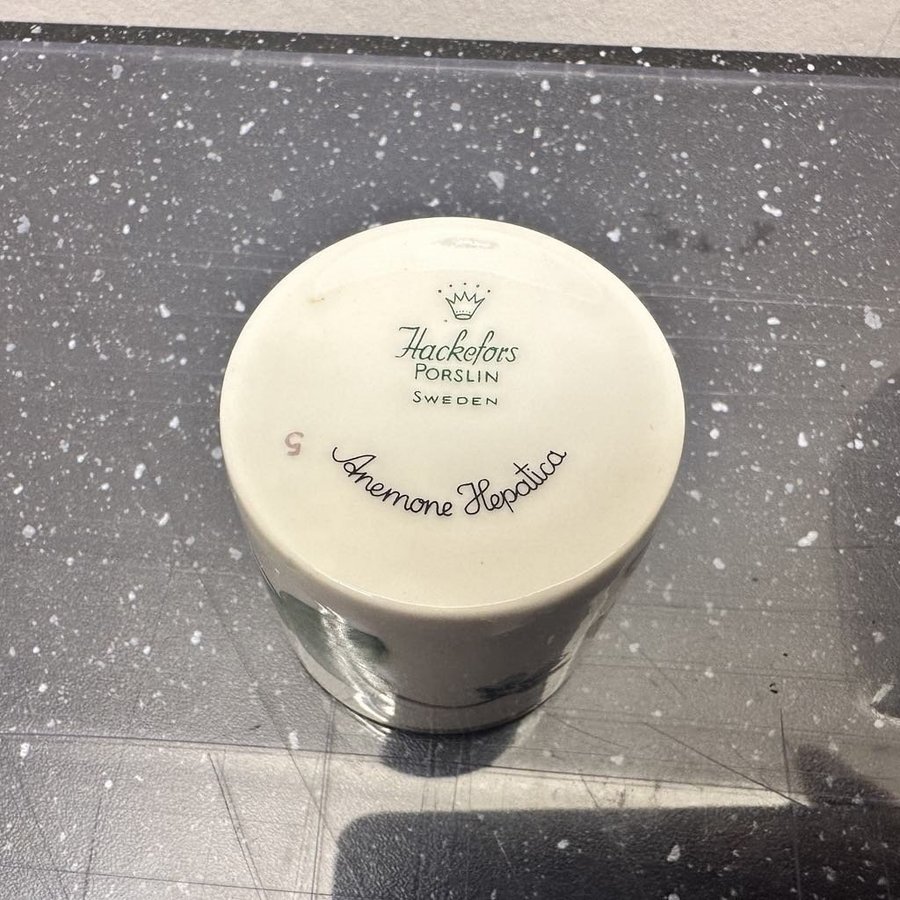 Hackefors
PORSLIN
SWEDEN
5
Anemone Hepatica